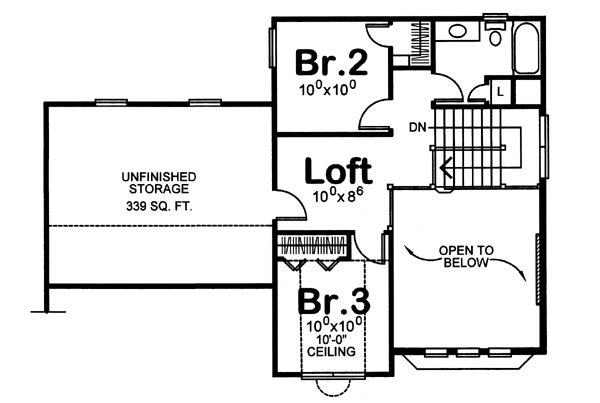 Br.2
10⁰x10⁰
L
DN
UNFINISHED
STORAGE
339 SQ. FT.
Loft
10⁰x8⁶
OPEN TO
BELOW
Br.3
10⁰x10⁰
10'-0"
CEILING